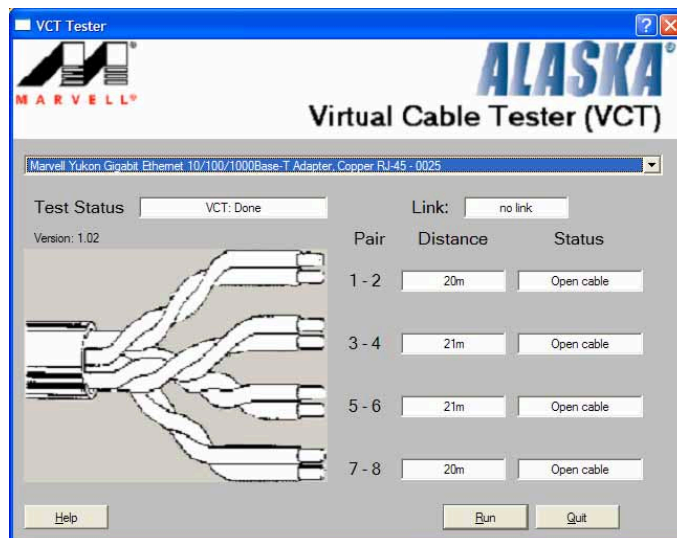 VCT Tester
MARVELL®
ALASKA®
Virtual Cable Tester (VCT)
Marvell Yukon Gigabit Ethernet 10/100/1000Base-T Adapter, Copper RJ-45 - 0025
Test Status VCT: Done Link: no link
Version: 1.02 Pair Distance Status
1 - 2 20m Open cable
3 - 4 21m Open cable
5 - 6 21m Open cable
7 - 8 20m Open cable
Help Run Quit